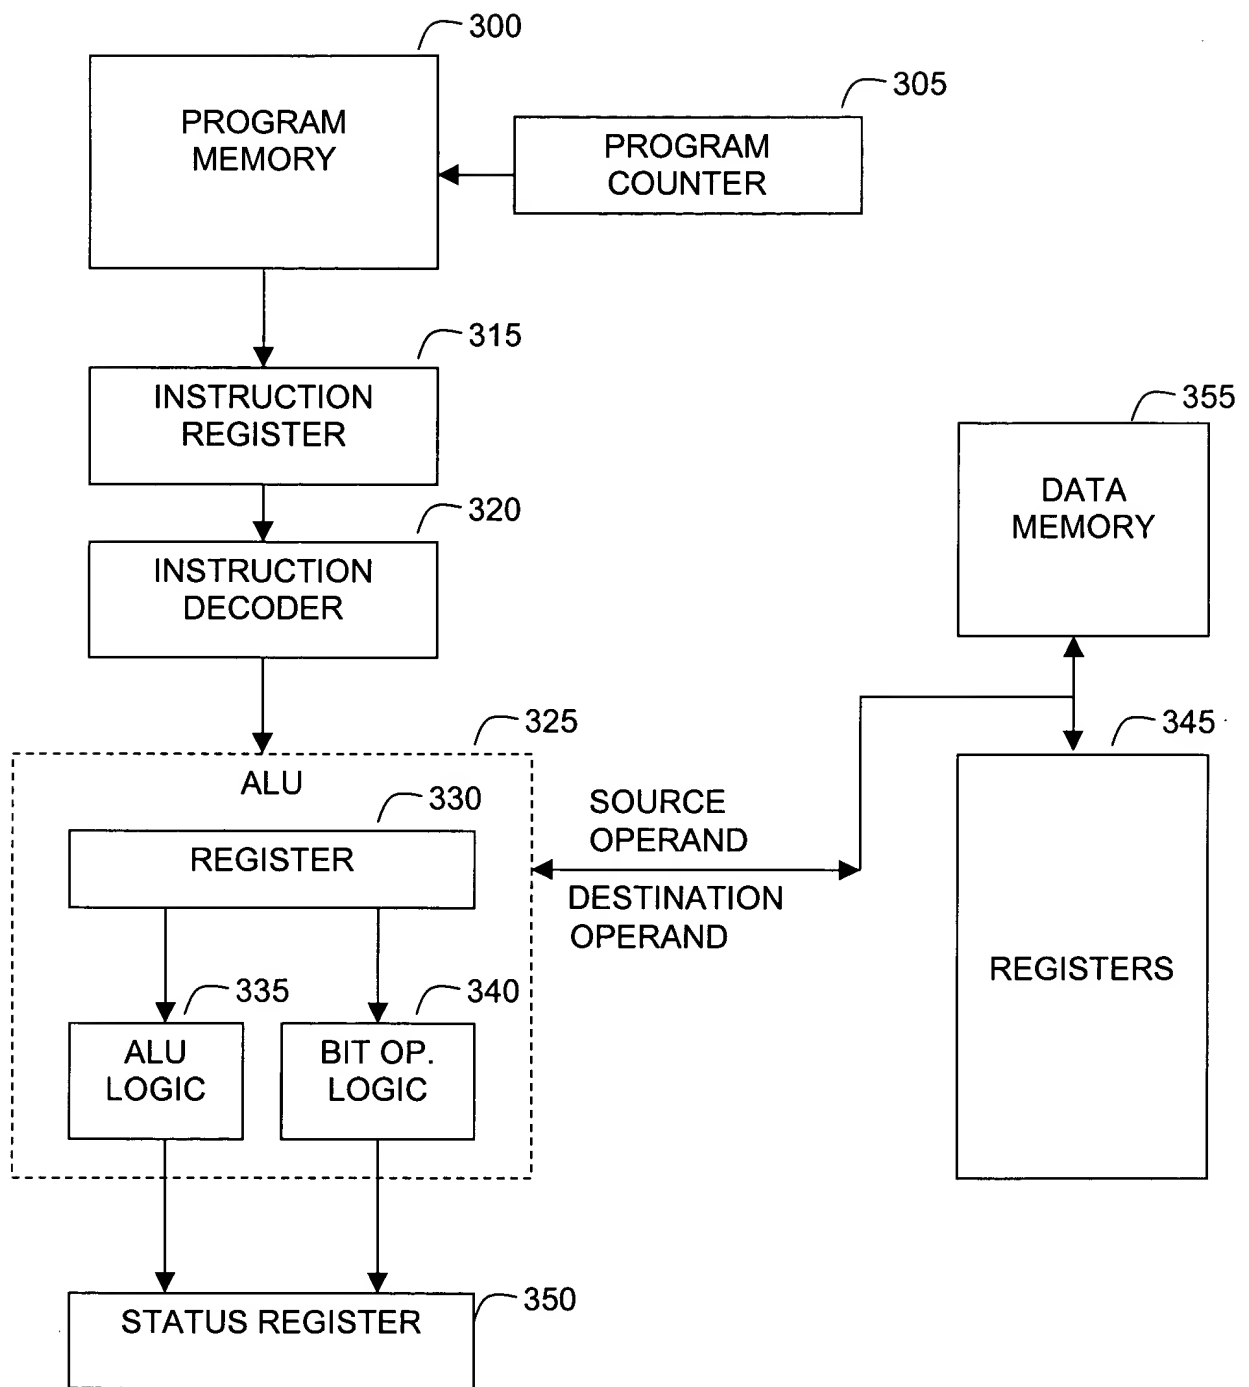 300
PROGRAM
MEMORY
305
PROGRAM
COUNTER
315
INSTRUCTION
REGISTER
320
INSTRUCTION
DECODER
355
DATA
MEMORY
325
ALU
330
REGISTER
335
ALU
LOGIC
340
BIT OP.
LOGIC
SOURCE
OPERAND
DESTINATION
OPERAND
345
REGISTERS
350
STATUS REGISTER